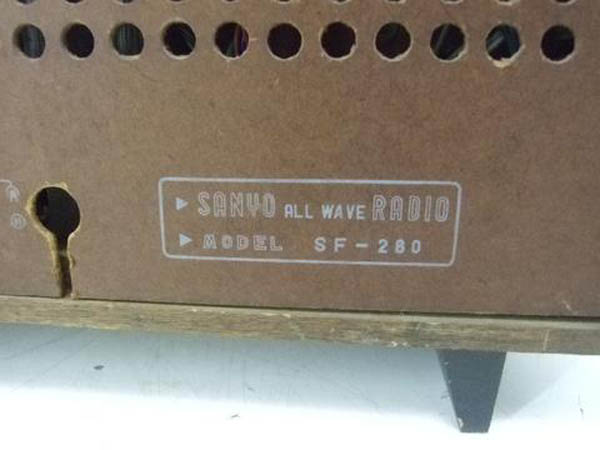 ▶ SANYO ALL WAVE RADIO
▶ MODEL SF-280